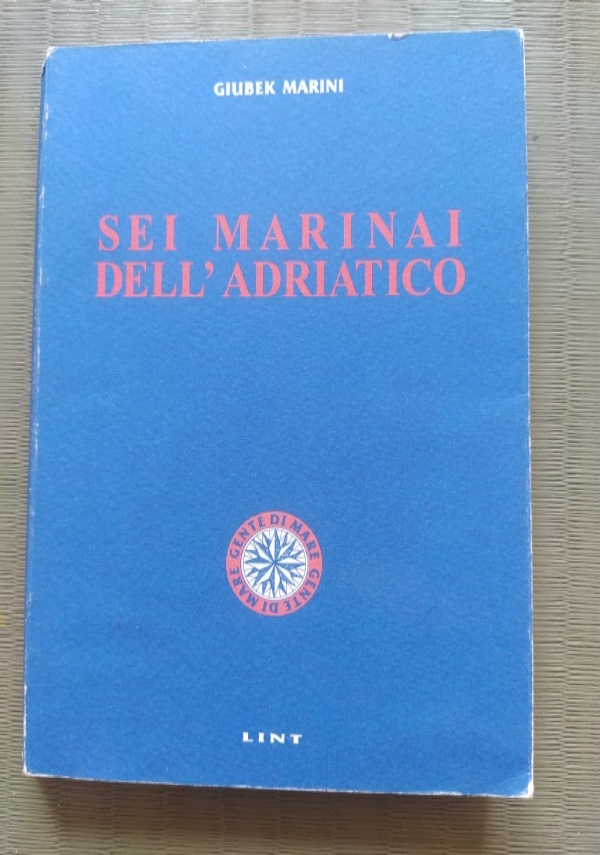 GIUBEK MARINI
SEI MARINAI
DELL'ADRIATICO
GENTE DI MARE GENTE DI MARE
LINT